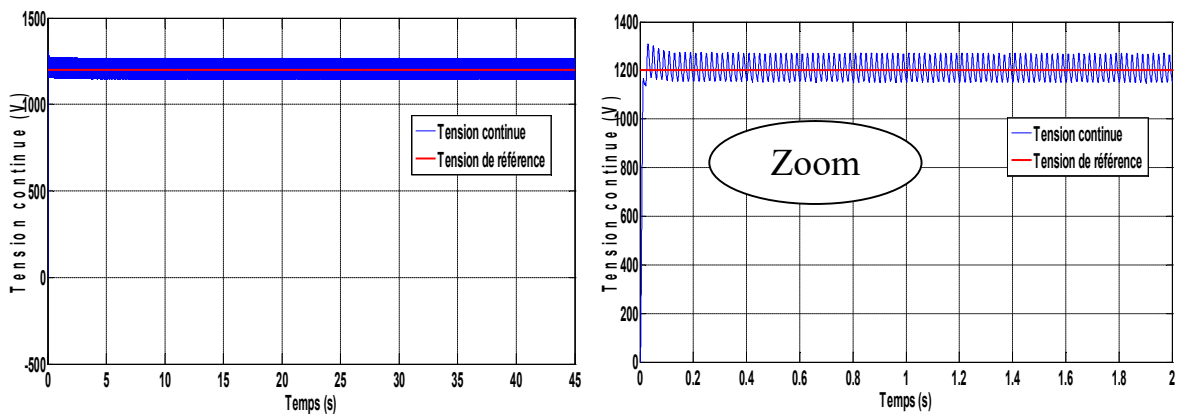 1500
1000
500
0
-500
0 5 10 15 20 25 30 35 40 45
Temps (s)
Tension continue (V)
Tension continue
Tension de référence
1400
1200
1000
800
600
400
200
0
0 0.2 0.4 0.6 0.8 1 1.2 1.4 1.6 1.8 2
Temps (s)
Tension continue (V)
Zoom
Tension continue
Tension de référence